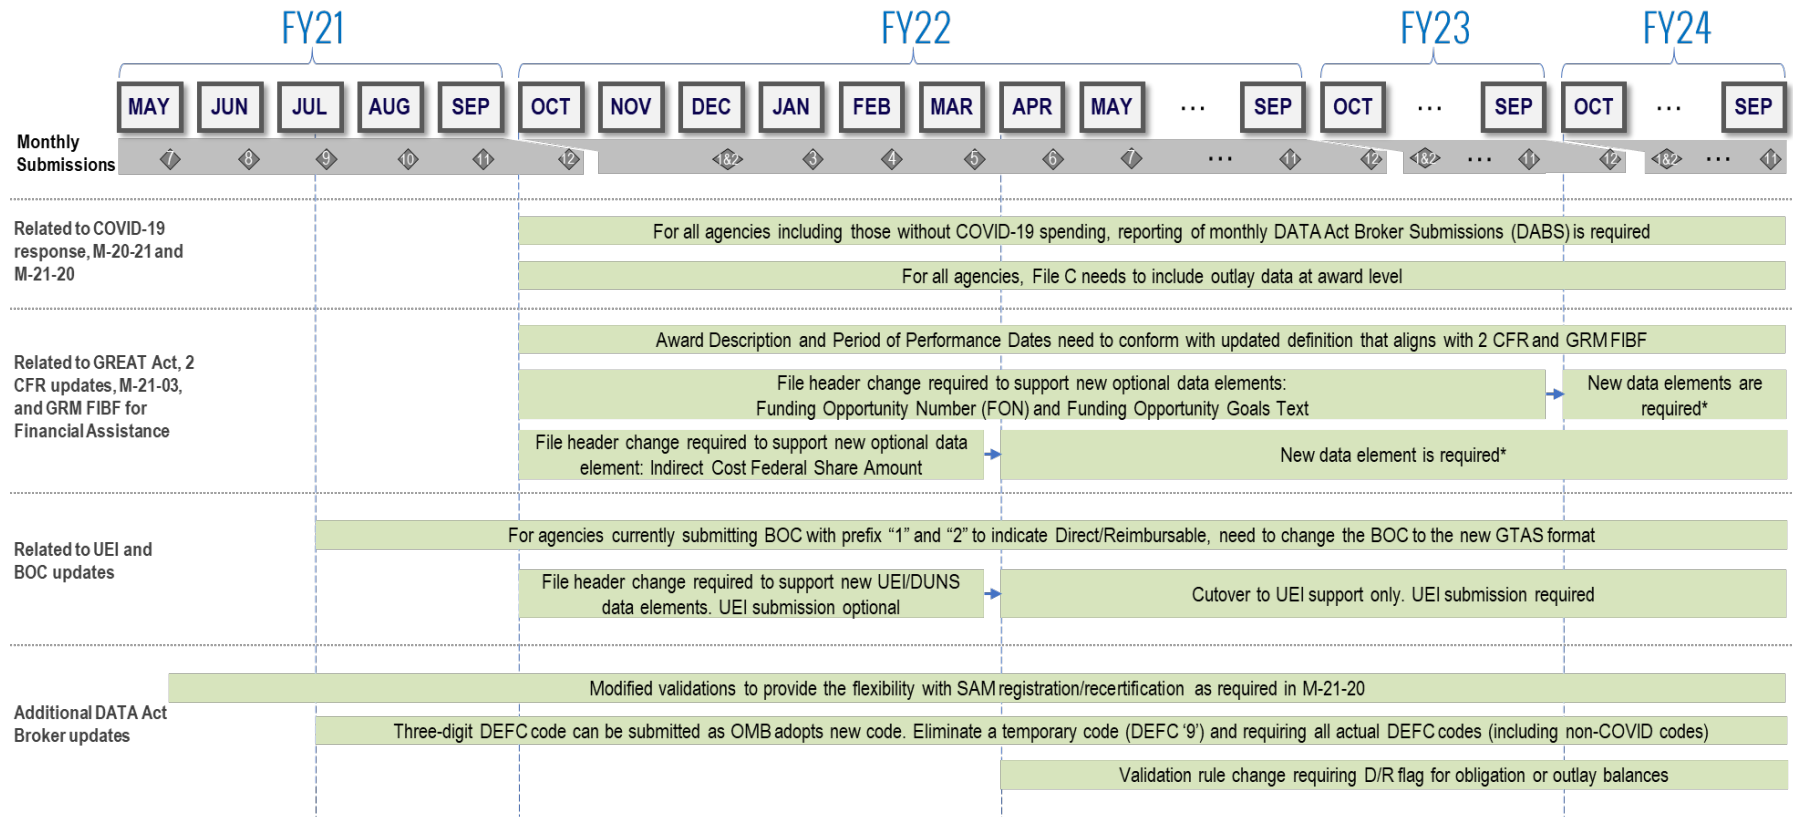 FY21 FY22 FY23 FY24
MAY JUN JUL AUG SEP OCT NOV DEC JAN FEB MAR APR MAY ... SEP OCT ... SEP OCT ... SEP
Monthly
Submissions
7 8 9 10 11 12 1&2 3 4 5 6 7 ... 11 12 1&2 ... 11 12 1&2 ... 11
Related to COVID-19
response, M-20-21 and
M-21-20
For all agencies including those without COVID-19 spending, reporting of monthly DATA Act Broker Submissions (DABS) is required
For all agencies, File C needs to include outlay data at award level
Related to GREAT Act, 2
CFR updates, M-21-03,
and GRM FIBF for
Financial Assistance
Award Description and Period of Performance Dates need to conform with updated definition that aligns with 2 CFR and GRM FIBF
File header change required to support new optional data elements:
Funding Opportunity Number (FON) and Funding Opportunity Goals Text
New data elements are
required*
File header change required to support new optional data
element: Indirect Cost Federal Share Amount
New data element is required*
Related to UEI and
BOC updates
For agencies currently submitting BOC with prefix “1” and “2” to indicate Direct/Reimbursable, need to change the BOC to the new GTAS format
File header change required to support new UEI/DUNS
data elements. UEI submission optional
Cutover to UEI support only. UEI submission required
Additional DATA Act
Broker updates
Modified validations to provide the flexibility with SAM registration/recertification as required in M-21-20
Three-digit DEFC code can be submitted as OMB adopts new code. Eliminate a temporary code (DEFC ‘9’) and requiring all actual DEFC codes (including non-COVID codes)
Validation rule change requiring D/R flag for obligation or outlay balances